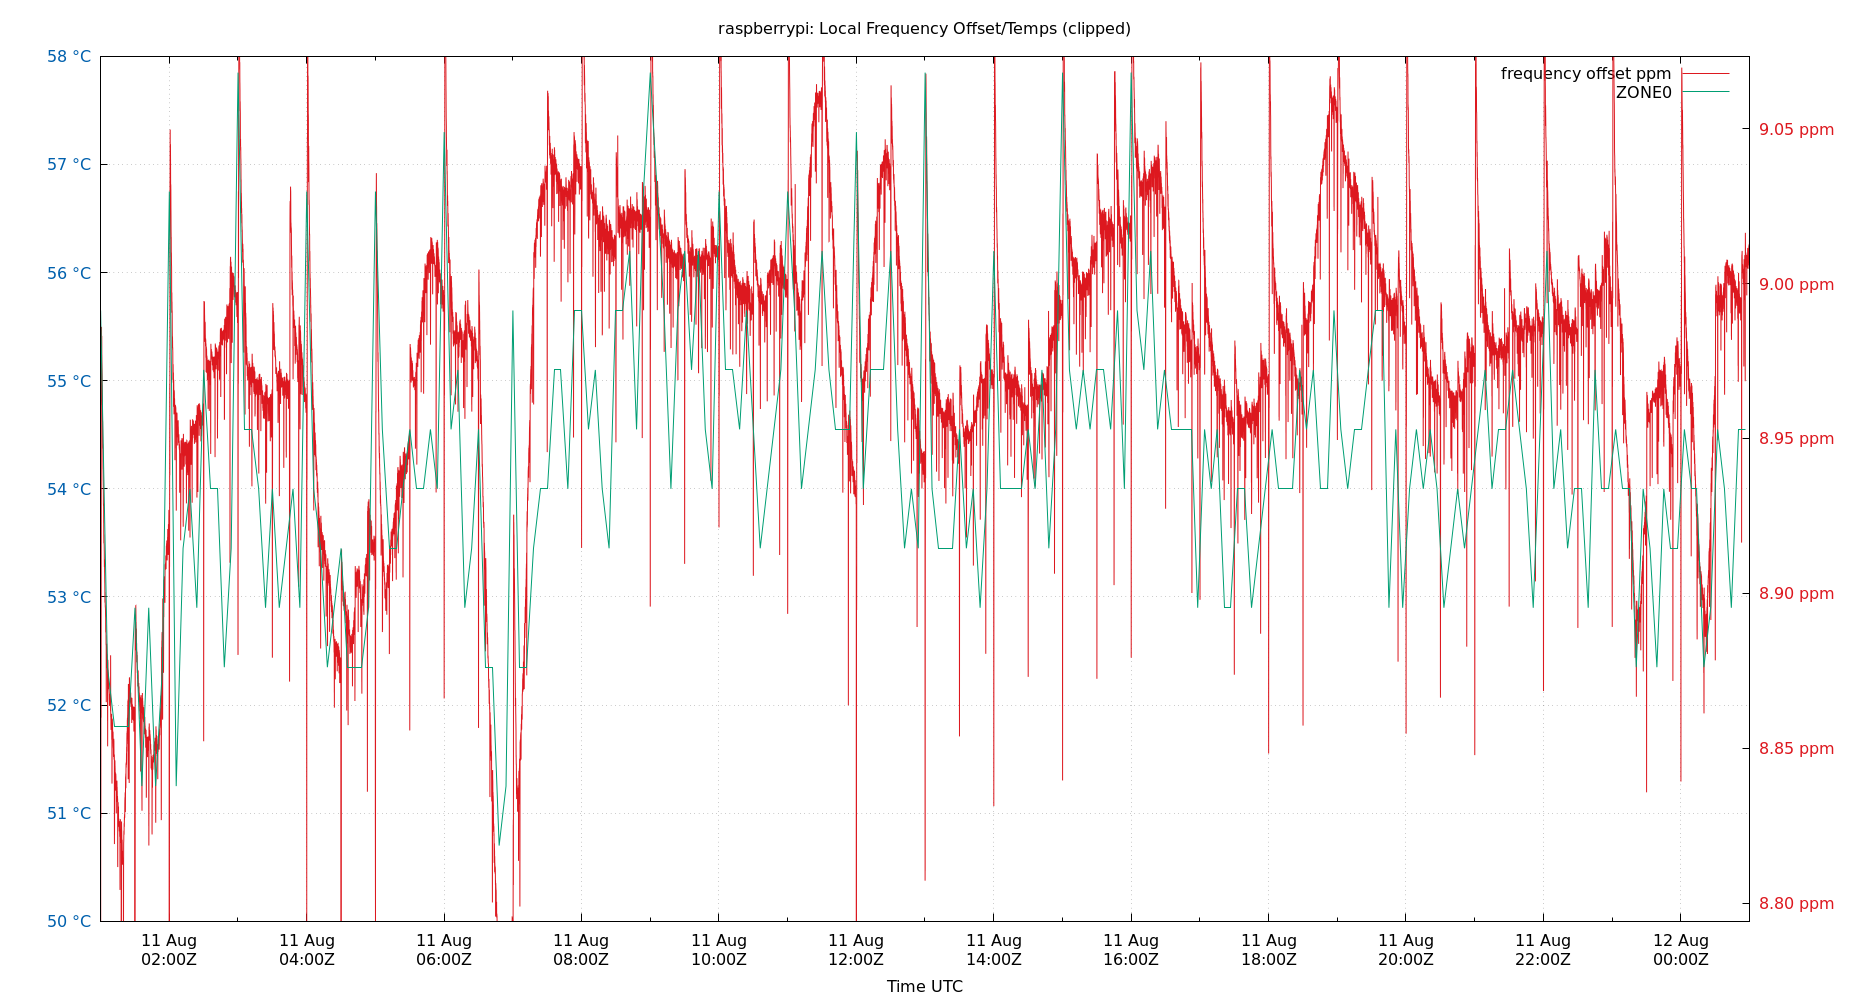 raspberrypi: Local Frequency Offset/Temps (clipped)
58 °C
57 °C
56 °C
55 °C
54 °C
53 °C
52 °C
51 °C
50 °C
frequency offset ppm
ZONE0
9.05 ppm
9.00 ppm
8.95 ppm
8.90 ppm
8.85 ppm
8.80 ppm
11 Aug 11 Aug 11 Aug 11 Aug 11 Aug 11 Aug 11 Aug 11 Aug 11 Aug 11 Aug 11 Aug 12 Aug
02:00Z 04:00Z 06:00Z 08:00Z 10:00Z 12:00Z 14:00Z 16:00Z 18:00Z 20:00Z 22:00Z 00:00Z
Time UTC